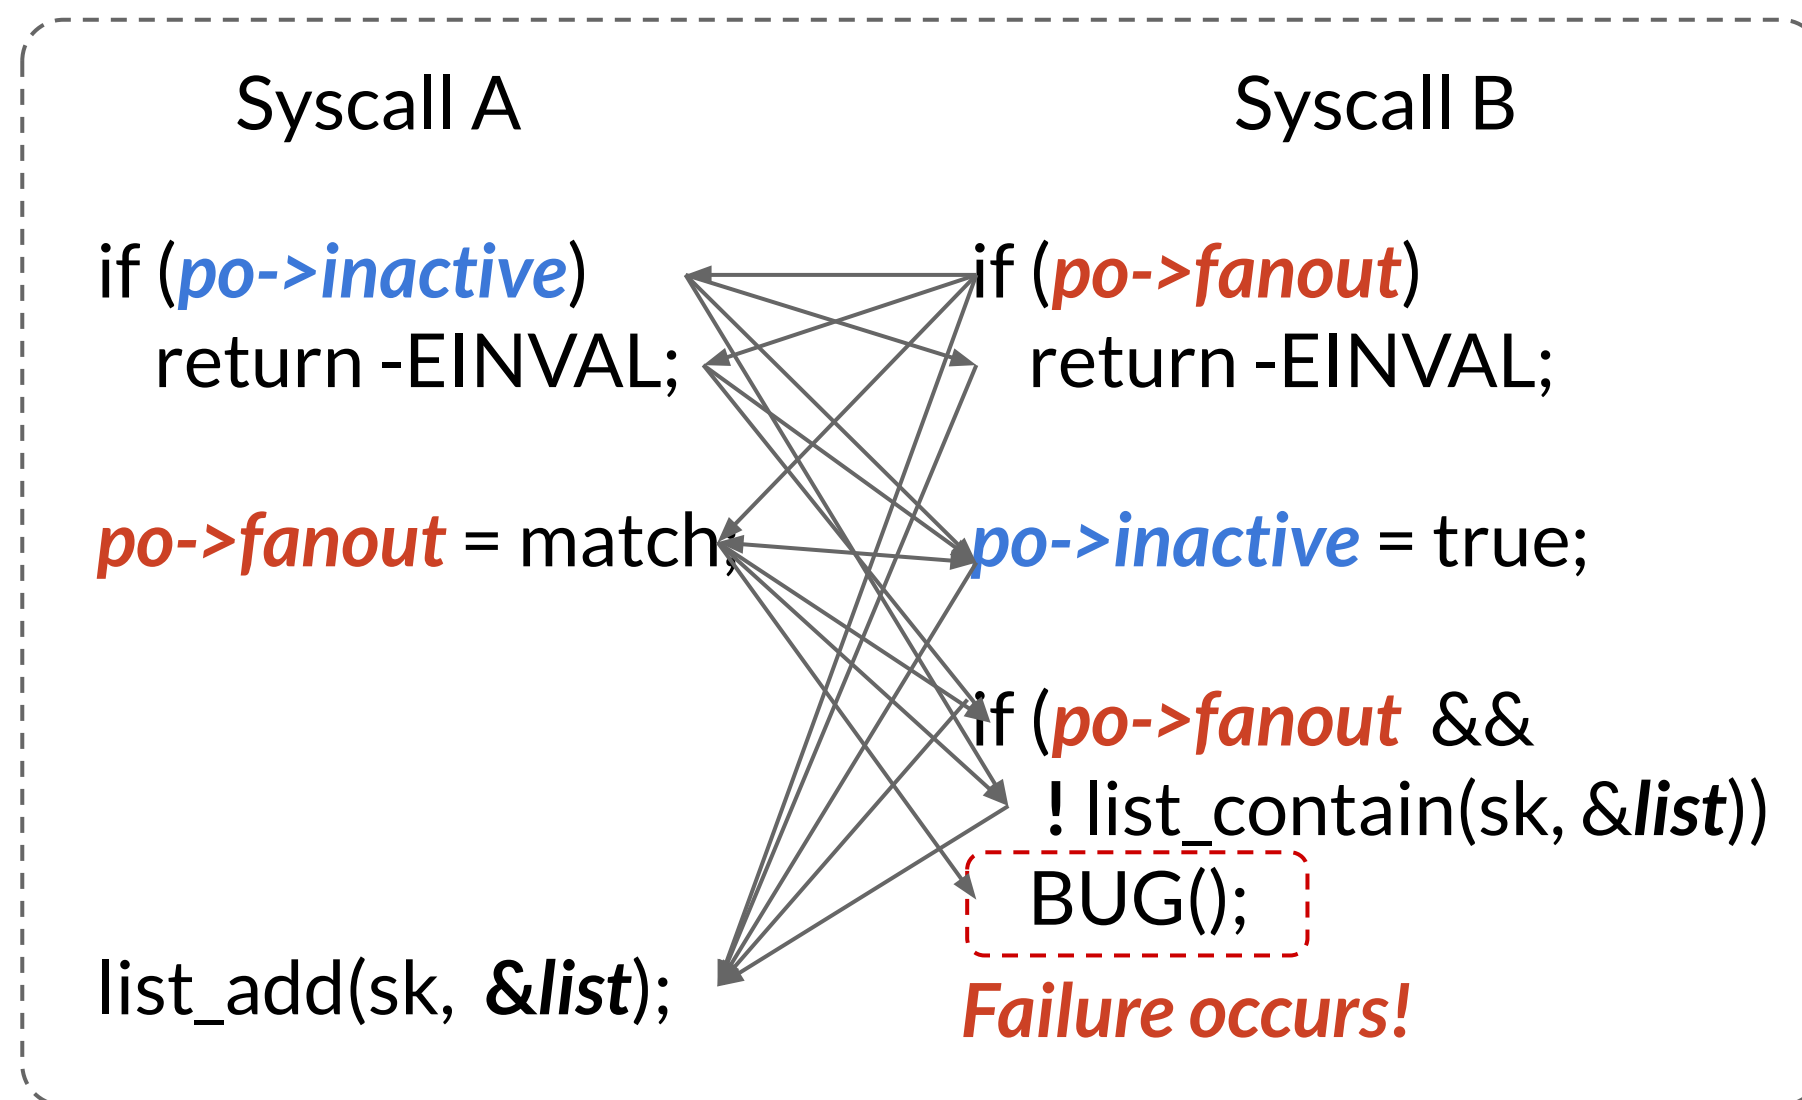 Syscall A
if (po->inactive)
return -EINVAL;
po->fanout = match;
list_add(sk, &list);
Syscall B
if (po->fanout)
return -EINVAL;
po->inactive = true;
if (po->fanout &&
! list_contain(sk, &list))
BUG();
Failure occurs!